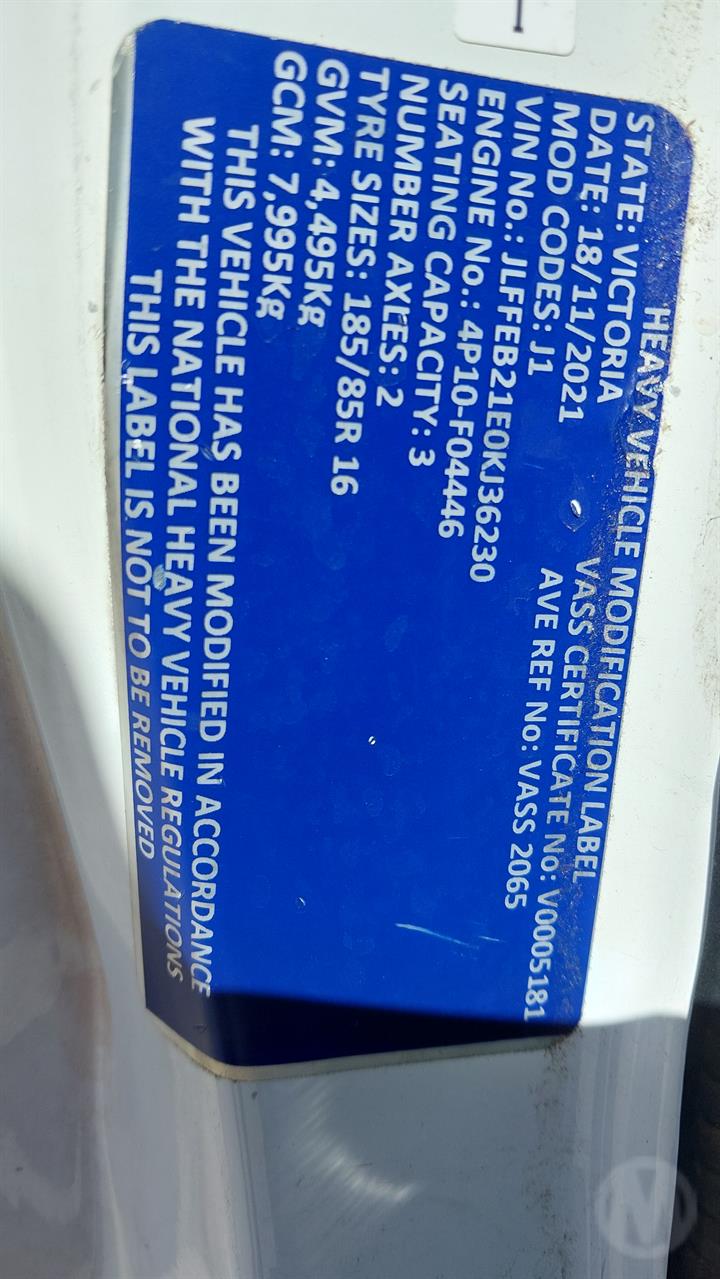 HEAVY VEHICLE MODIFICATION LABEL
STATE: VICTORIA VASS CERTIFICATE No: V0005181
DATE: 18/11/2021 AVE REF No: VASS 2065
MOD CODES: J1
VIN No.: JLFFEB21E0KJ36230
ENGINE No.: 4P10-F04446
SEATING CAPACITY: 3
NUMBER AXLES: 2
TYRE SIZES: 185/85R 16
GVM: 4,495Kg
GCM: 7,995Kg
THIS VEHICLE HAS BEEN MODIFIED IN ACCORDANCE
WITH THE NATIONAL HEAVY VEHICLE REGULATIONS
THIS LABEL IS NOT TO BE REMOVED
M